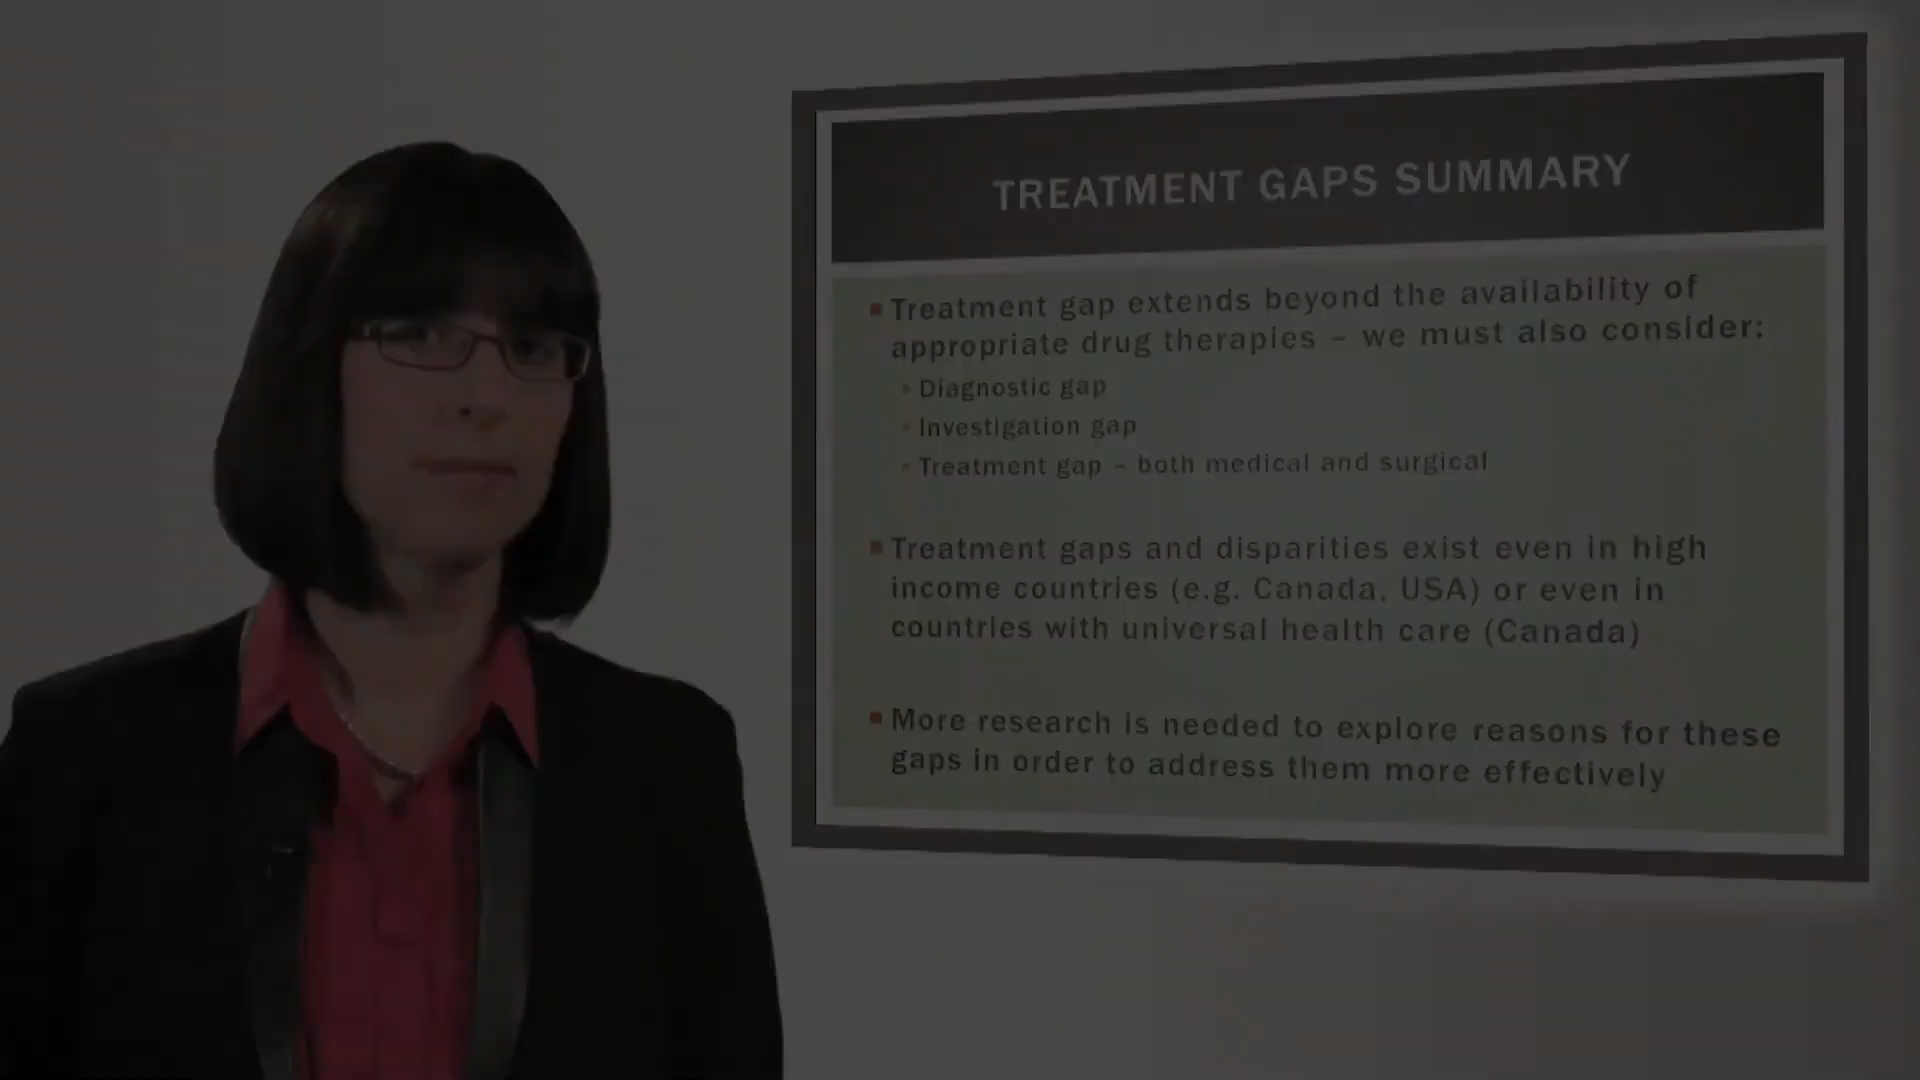 TREATMENT GAPS SUMMARY
Treatment gap extends beyond the availability of
appropriate drug therapies – we must also consider:
Diagnostic gap
Investigation gap
Treatment gap – both medical and surgical
Treatment gaps and disparities exist even in high
income countries (e.g. Canada, USA) or even in
countries with universal health care (Canada)
More research is needed to explore reasons for these
gaps in order to address them more effectively